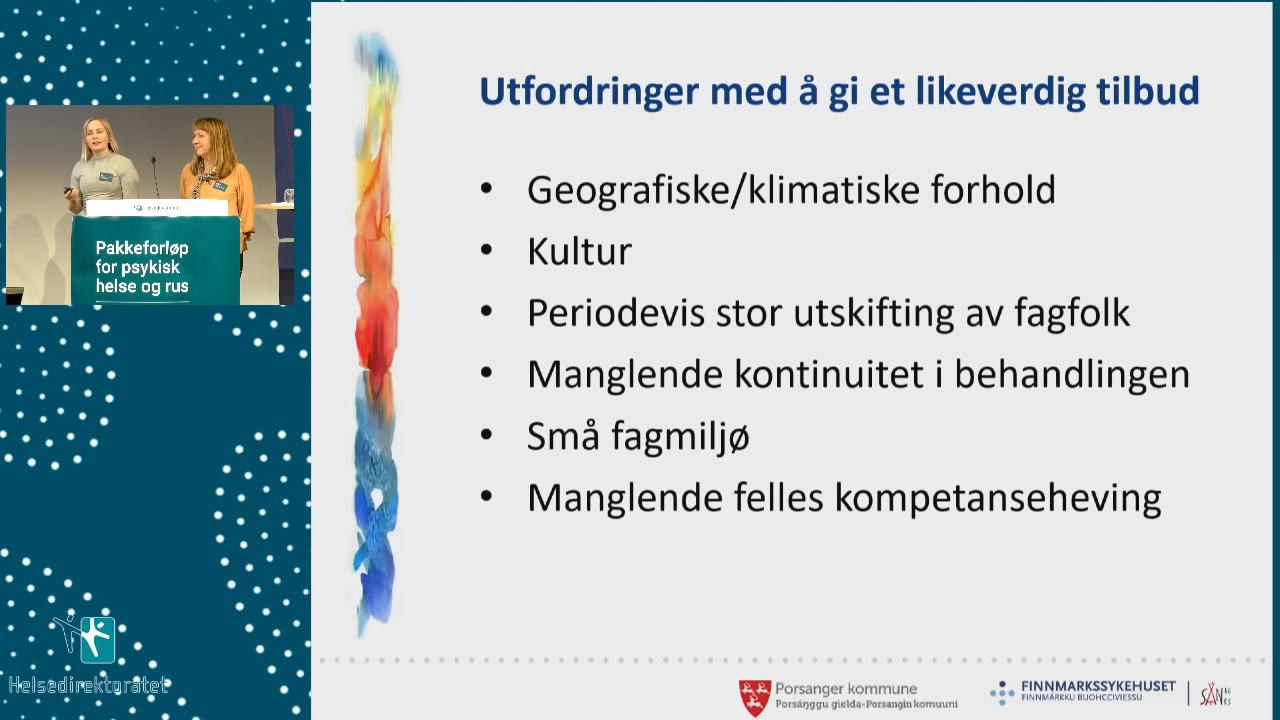 Utfordringer med å gi et likeverdig tilbud
• Geografiske/klimatiske forhold
• Kultur
• Periodevis stor utskifting av fagfolk
• Manglende kontinuitet i behandlingen
• Små fagmiljø
• Manglende felles kompetanseheving
Pakkeforløp
for psykisk
helse og rus
Helsedirektoratet
Porsanger kommune
Porsáŋggu gielda-Porsangin komuuni
FINNMARKSSYKEHUSET
FINNMÁRKKU BUOHCCIVIESSU